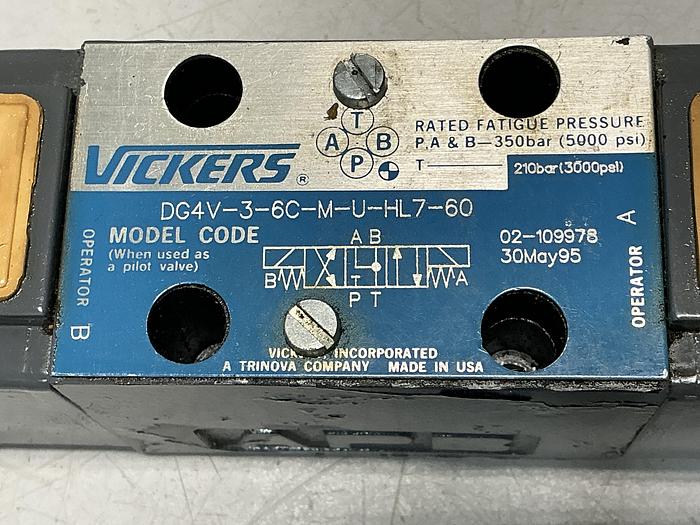 T
A B
P
RATED FATIGUE PRESSURE
P.A & B—350bar (5000 psi)
T 210bar(3000psi)
VICKERS ®
DG4V-3-6C-M-U-HL7-60
MODEL CODE
(When used as
a pilot valve)
A B
B A
P T
02-109978
30May95
OPERATOR B
OPERATOR A
INCORPORATED
A TRINOVA COMPANY MADE IN USA